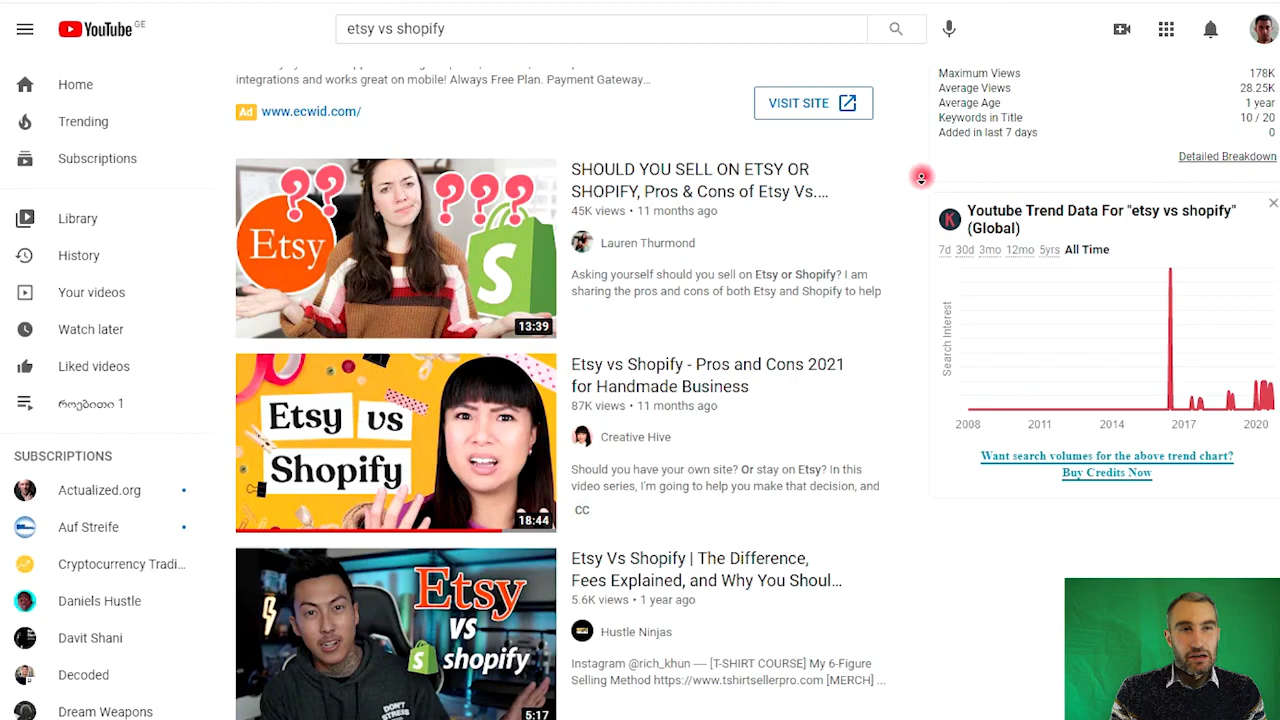 YouTube GE
etsy vs shopify
Home
Trending
Subscriptions
Library
History
Your videos
Watch later
Liked videos
როეზითი 1
SUBSCRIPTIONS
Actualized.org
Auf Streife
Cryptocurrency Tradi...
Daniels Hustle
Davit Shani
Decoded
Dream Weapons
integrations and works great on mobile! Always Free Plan. Payment Gateway...
Ad www.ecwid.com/
VISIT SITE
??? ???
Etsy
S
13:39
SHOULD YOU SELL ON ETSY OR
SHOPIFY, Pros & Cons of Etsy Vs....
45K views • 11 months ago
Lauren Thurmond
Asking yourself should you sell on Etsy or Shopify? I am
sharing the pros and cons of both Etsy and Shopify to help
Etsy vs
Shopify
18:44
Etsy vs Shopify - Pros and Cons 2021
for Handmade Business
87K views • 11 months ago
Creative Hive
Should you have your own site? Or stay on Etsy? In this
video series, I'm going to help you make that decision, and
CC
Etsy
VS
shopify
DON'T
STRESS
5:17
Etsy Vs Shopify | The Difference,
Fees Explained, and Why You Shoul...
5.6K views • 1 year ago
Hustle Ninjas
Instagram @rich_khun ── [T-SHIRT COURSE] My 6-Figure
Selling Method https://www.tshirtsellerpro.com [MERCH] ...
Maximum Views 178K
Average Views 28.25K
Average Age 1 year
Keywords in Title 10 / 20
Added in last 7 days 0
Detailed Breakdown
K
Youtube Trend Data For "etsy vs shopify"
(Global)
7d 30d 3mo 12mo 5yrs All Time
Search Interest
2008 2011 2014 2017 2020
Want search volumes for the above trend chart?
Buy Credits Now